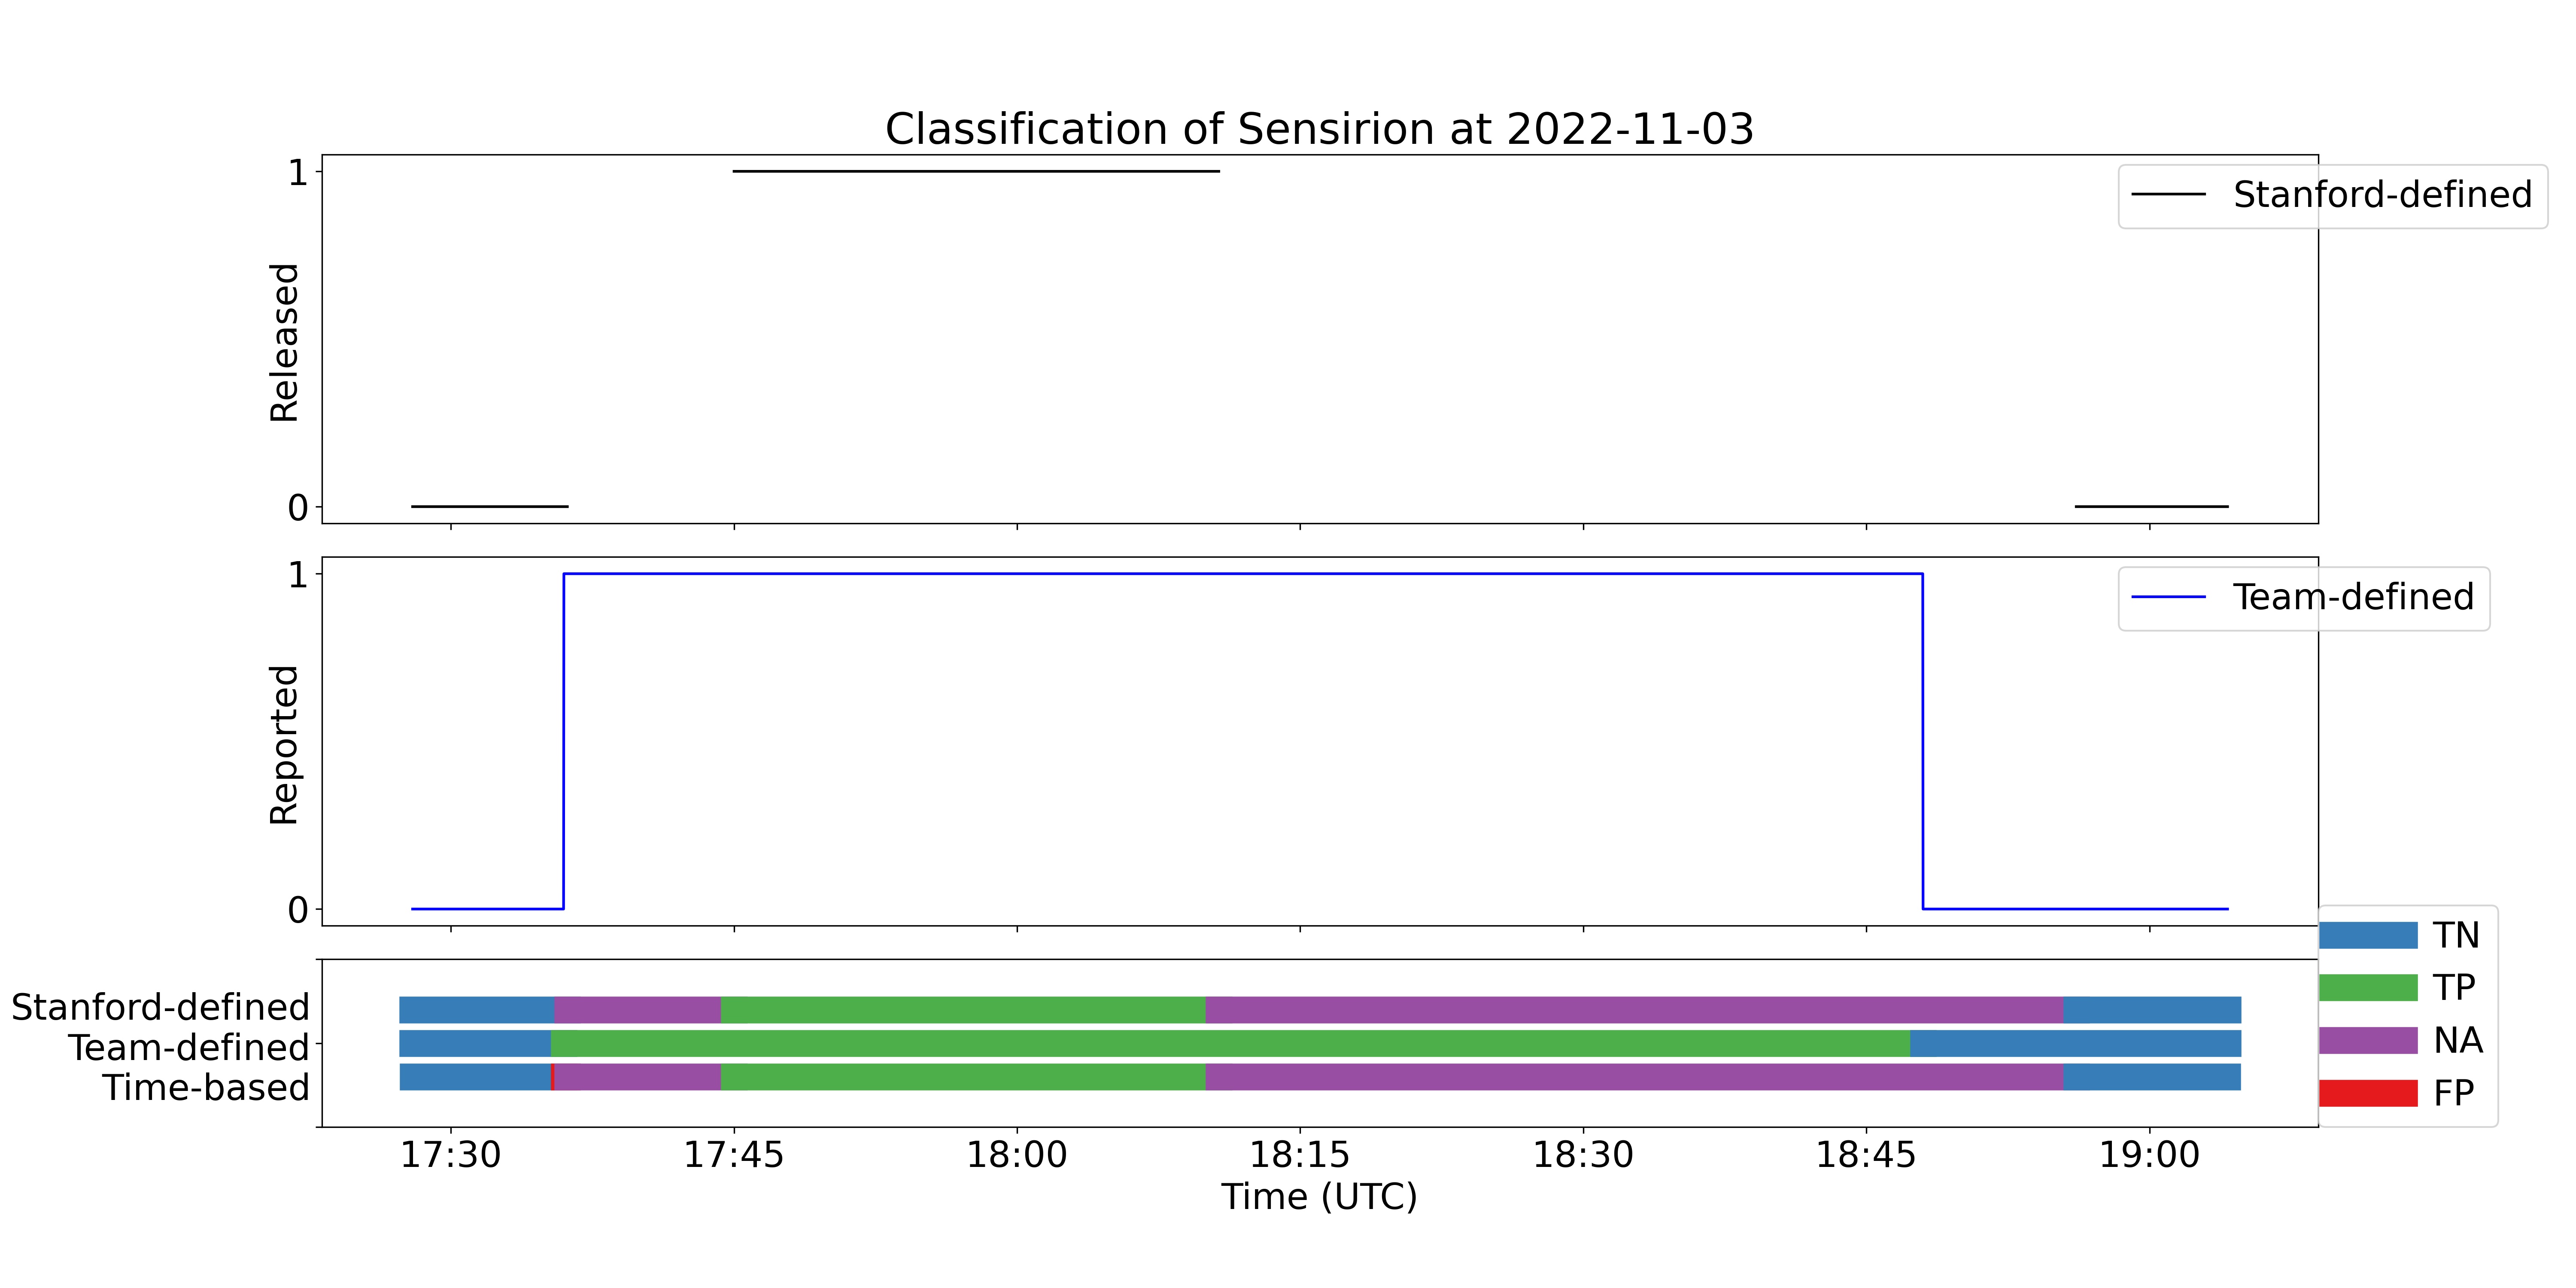 Classification of Sensirion at 2022-11-03
1
0
Released
Stanford-defined
1
0
Reported
Team-defined
Stanford-defined
Team-defined
Time-based
TN
TP
NA
FP
17:30 17:45 18:00 18:15 18:30 18:45 19:00
Time (UTC)